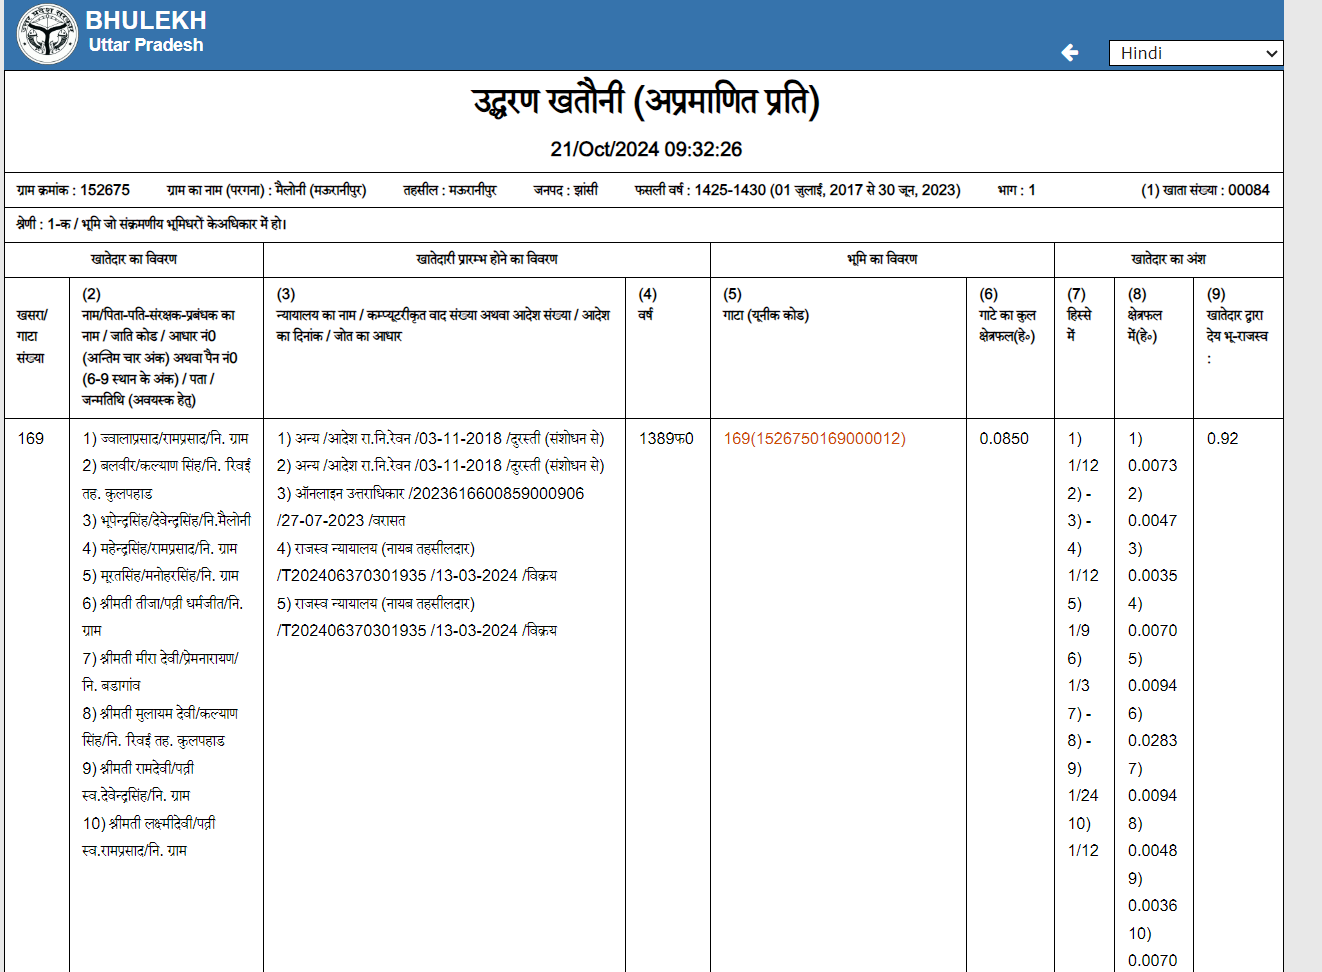 BHULEKH
Uttar Pradesh
Hindi
उद्धरण खतौनी (अप्रमाणित प्रति)
21/Oct/2024 09:32:26
ग्राम क्रमांक : 152675 ग्राम का नाम (परगना) : मैलोनी (मऊरानीपुर) तहसील : मऊरानीपुर जनपद : झांसी फसली वर्ष : 1425-1430 (01 जुलाई, 2017 से 30 जून, 2023) भाग : 1 (1) खाता संख्या : 00084
श्रेणी : 1-क / भूमि जो संक्रमणीय भूमिधरों केअधिकार में हो।
खातेदार का विवरण खातेदारी प्रारम्भ होने का विवरण भूमि का विवरण खातेदार का अंश
खसरा/
गाटा
संख्या
(2)
नाम/पिता-पति-संरक्षक-प्रबंधक का
नाम / जाति कोड / आधार नं0
(अन्तिम चार अंक) अथवा पैन नं0
(6-9 स्थान के अंक) / पता /
जन्मतिथि (अवयस्क हेतु)
(3)
न्यायालय का नाम / कम्प्यूटरीकृत वाद संख्या अथवा आदेश संख्या / आदेश
का दिनांक / जोत का आधार
(4)
वर्ष
(5)
गाटा (यूनीक कोड)
(6)
गाटे का कुल
क्षेत्रफल(हे०)
(7)
हिस्से
में
(8)
क्षेत्रफल
में(हे०)
(9)
खातेदार द्वारा
देय भू-राजस्व
:
169
1) ज्वालाप्रसाद/रामप्रसाद/नि. ग्राम
2) बलवीर/कल्याण सिंह/नि. रिवई
तह. कुलपहाड
3) भूपेन्द्रसिंह/देवेन्द्रसिंह/नि.मैलोनी
4) महेन्द्रसिंह/रामप्रसाद/नि. ग्राम
5) मूरतसिंह/मनोहरसिंह/नि. ग्राम
6) श्रीमती तीजा/पत्नी धर्मजीत/नि.
ग्राम
7) श्रीमती मीरा देवी/प्रेमनारायण/
नि. बडागांव
8) श्रीमती मुलायम देवी/कल्याण
सिंह/नि. रिवई तह. कुलपहाड
9) श्रीमती रामदेवी/पत्नी
स्व.देवेन्द्रसिंह/नि. ग्राम
10) श्रीमती लक्ष्मीदेवी/पत्नी
स्व.रामप्रसाद/नि. ग्राम
1) अन्य /आदेश रा.नि.रेवन /03-11-2018 /दुरस्ती (संशोधन से)
2) अन्य /आदेश रा.नि.रेवन /03-11-2018 /दुरस्ती (संशोधन से)
3) ऑनलाइन उत्तराधिकार /2023616600859000906
/27-07-2023 /वरासत
4) राजस्व न्यायालय (नायब तहसीलदार)
/T202406370301935 /13-03-2024 /विक्रय
5) राजस्व न्यायालय (नायब तहसीलदार)
/T202406370301935 /13-03-2024 /विक्रय
1389फ0
169(1526750169000012)
0.0850
1)
1/12
2) -
3) -
4)
1/12
5)
1/9
6)
1/3
7) -
8) -
9)
1/24
10)
1/12
1)
0.0073
2)
0.0047
3)
0.0035
4)
0.0070
5)
0.0094
6)
0.0283
7)
0.0094
8)
0.0048
9)
0.0036
10)
0.0070
0.92